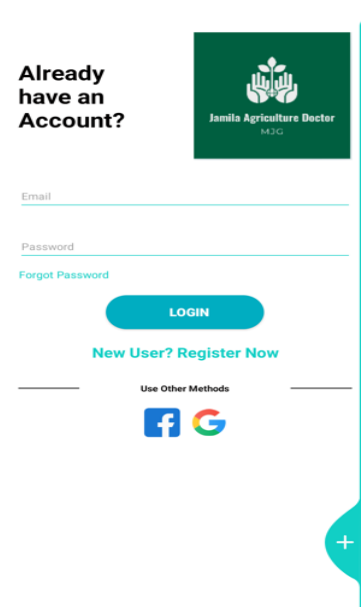 Already
have an
Account?
Jamila Agriculture Doctor
MJG
Email
Password
Forgot Password
LOGIN
New User? Register Now
Use Other Methods